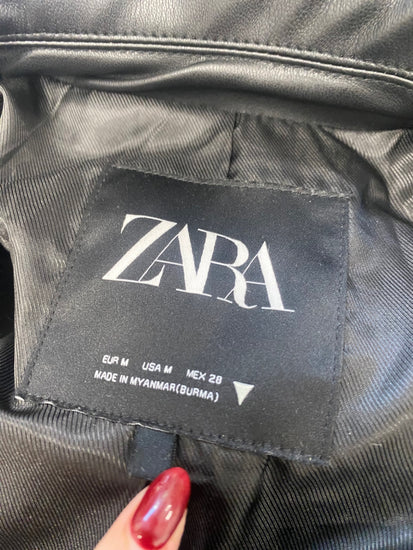 ZARA
EUR M USA M MEX 28
MADE IN MYANMAR(BURMA)